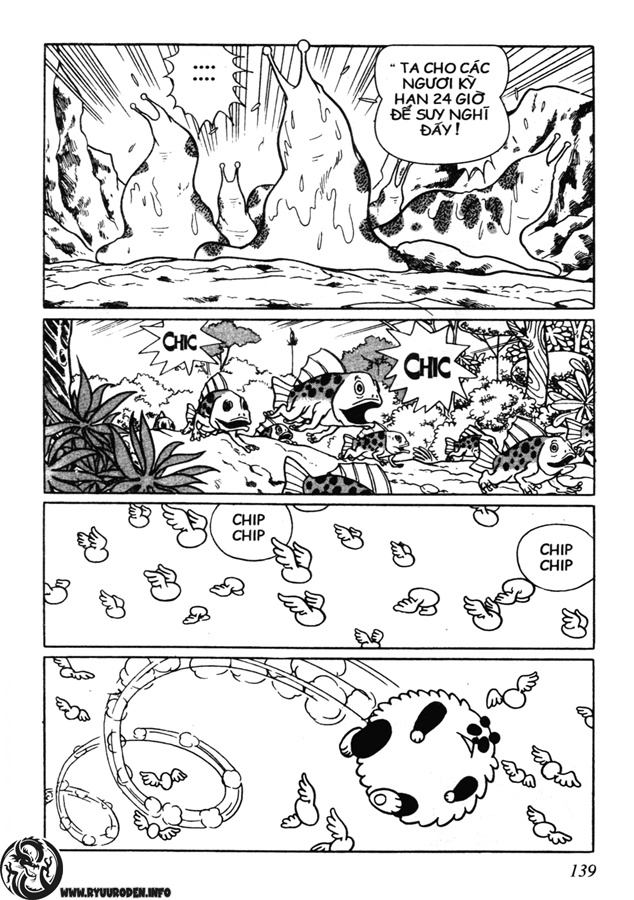 .....
.....
" TA CHO CÁC
NGƯƠI KỲ
HẠN 24 GIỜ
ĐỂ SUY NGHĨ
ĐẤY !
CHIC
CHIC
CHIP
CHIP
CHIP
CHIP
139
WWW.RYUURODEN.INFO